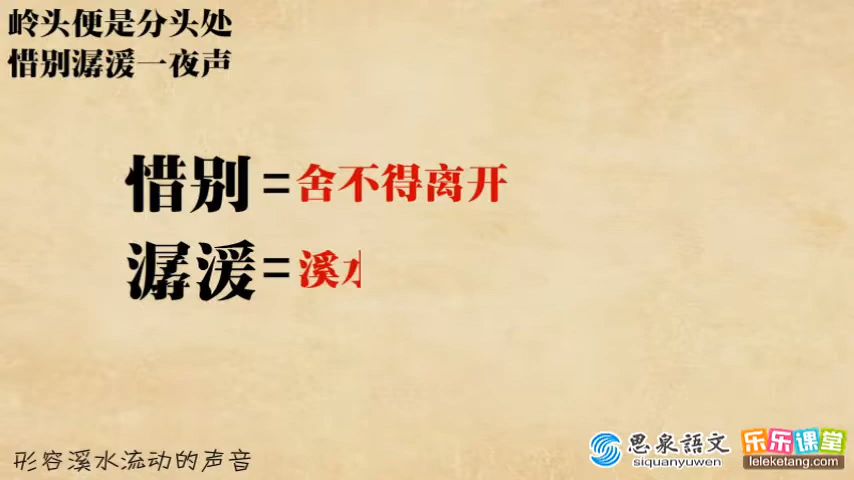 岭头便是分头处
惜别潺湲一夜声
惜别=舍不得离开
潺湲=溪水
形容溪水流动的声音
思泉語文
siquanyuwen
乐乐课堂
leleketang.com